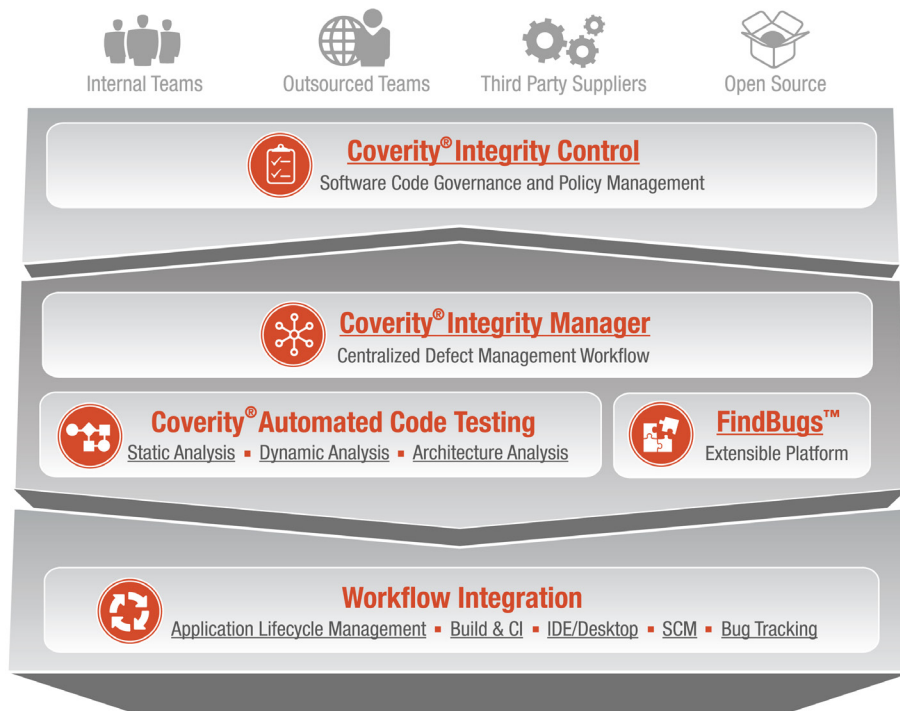 Internal Teams
Outsourced Teams
Third Party Suppliers
Open Source
Coverity® Integrity Control
Software Code Governance and Policy Management
Coverity® Integrity Manager
Centralized Defect Management Workflow
Coverity® Automated Code Testing
Static Analysis ▪ Dynamic Analysis ▪ Architecture Analysis
FindBugs™
Extensible Platform
Workflow Integration
Application Lifecycle Management ▪ Build & CI ▪ IDE/Desktop ▪ SCM ▪ Bug Tracking